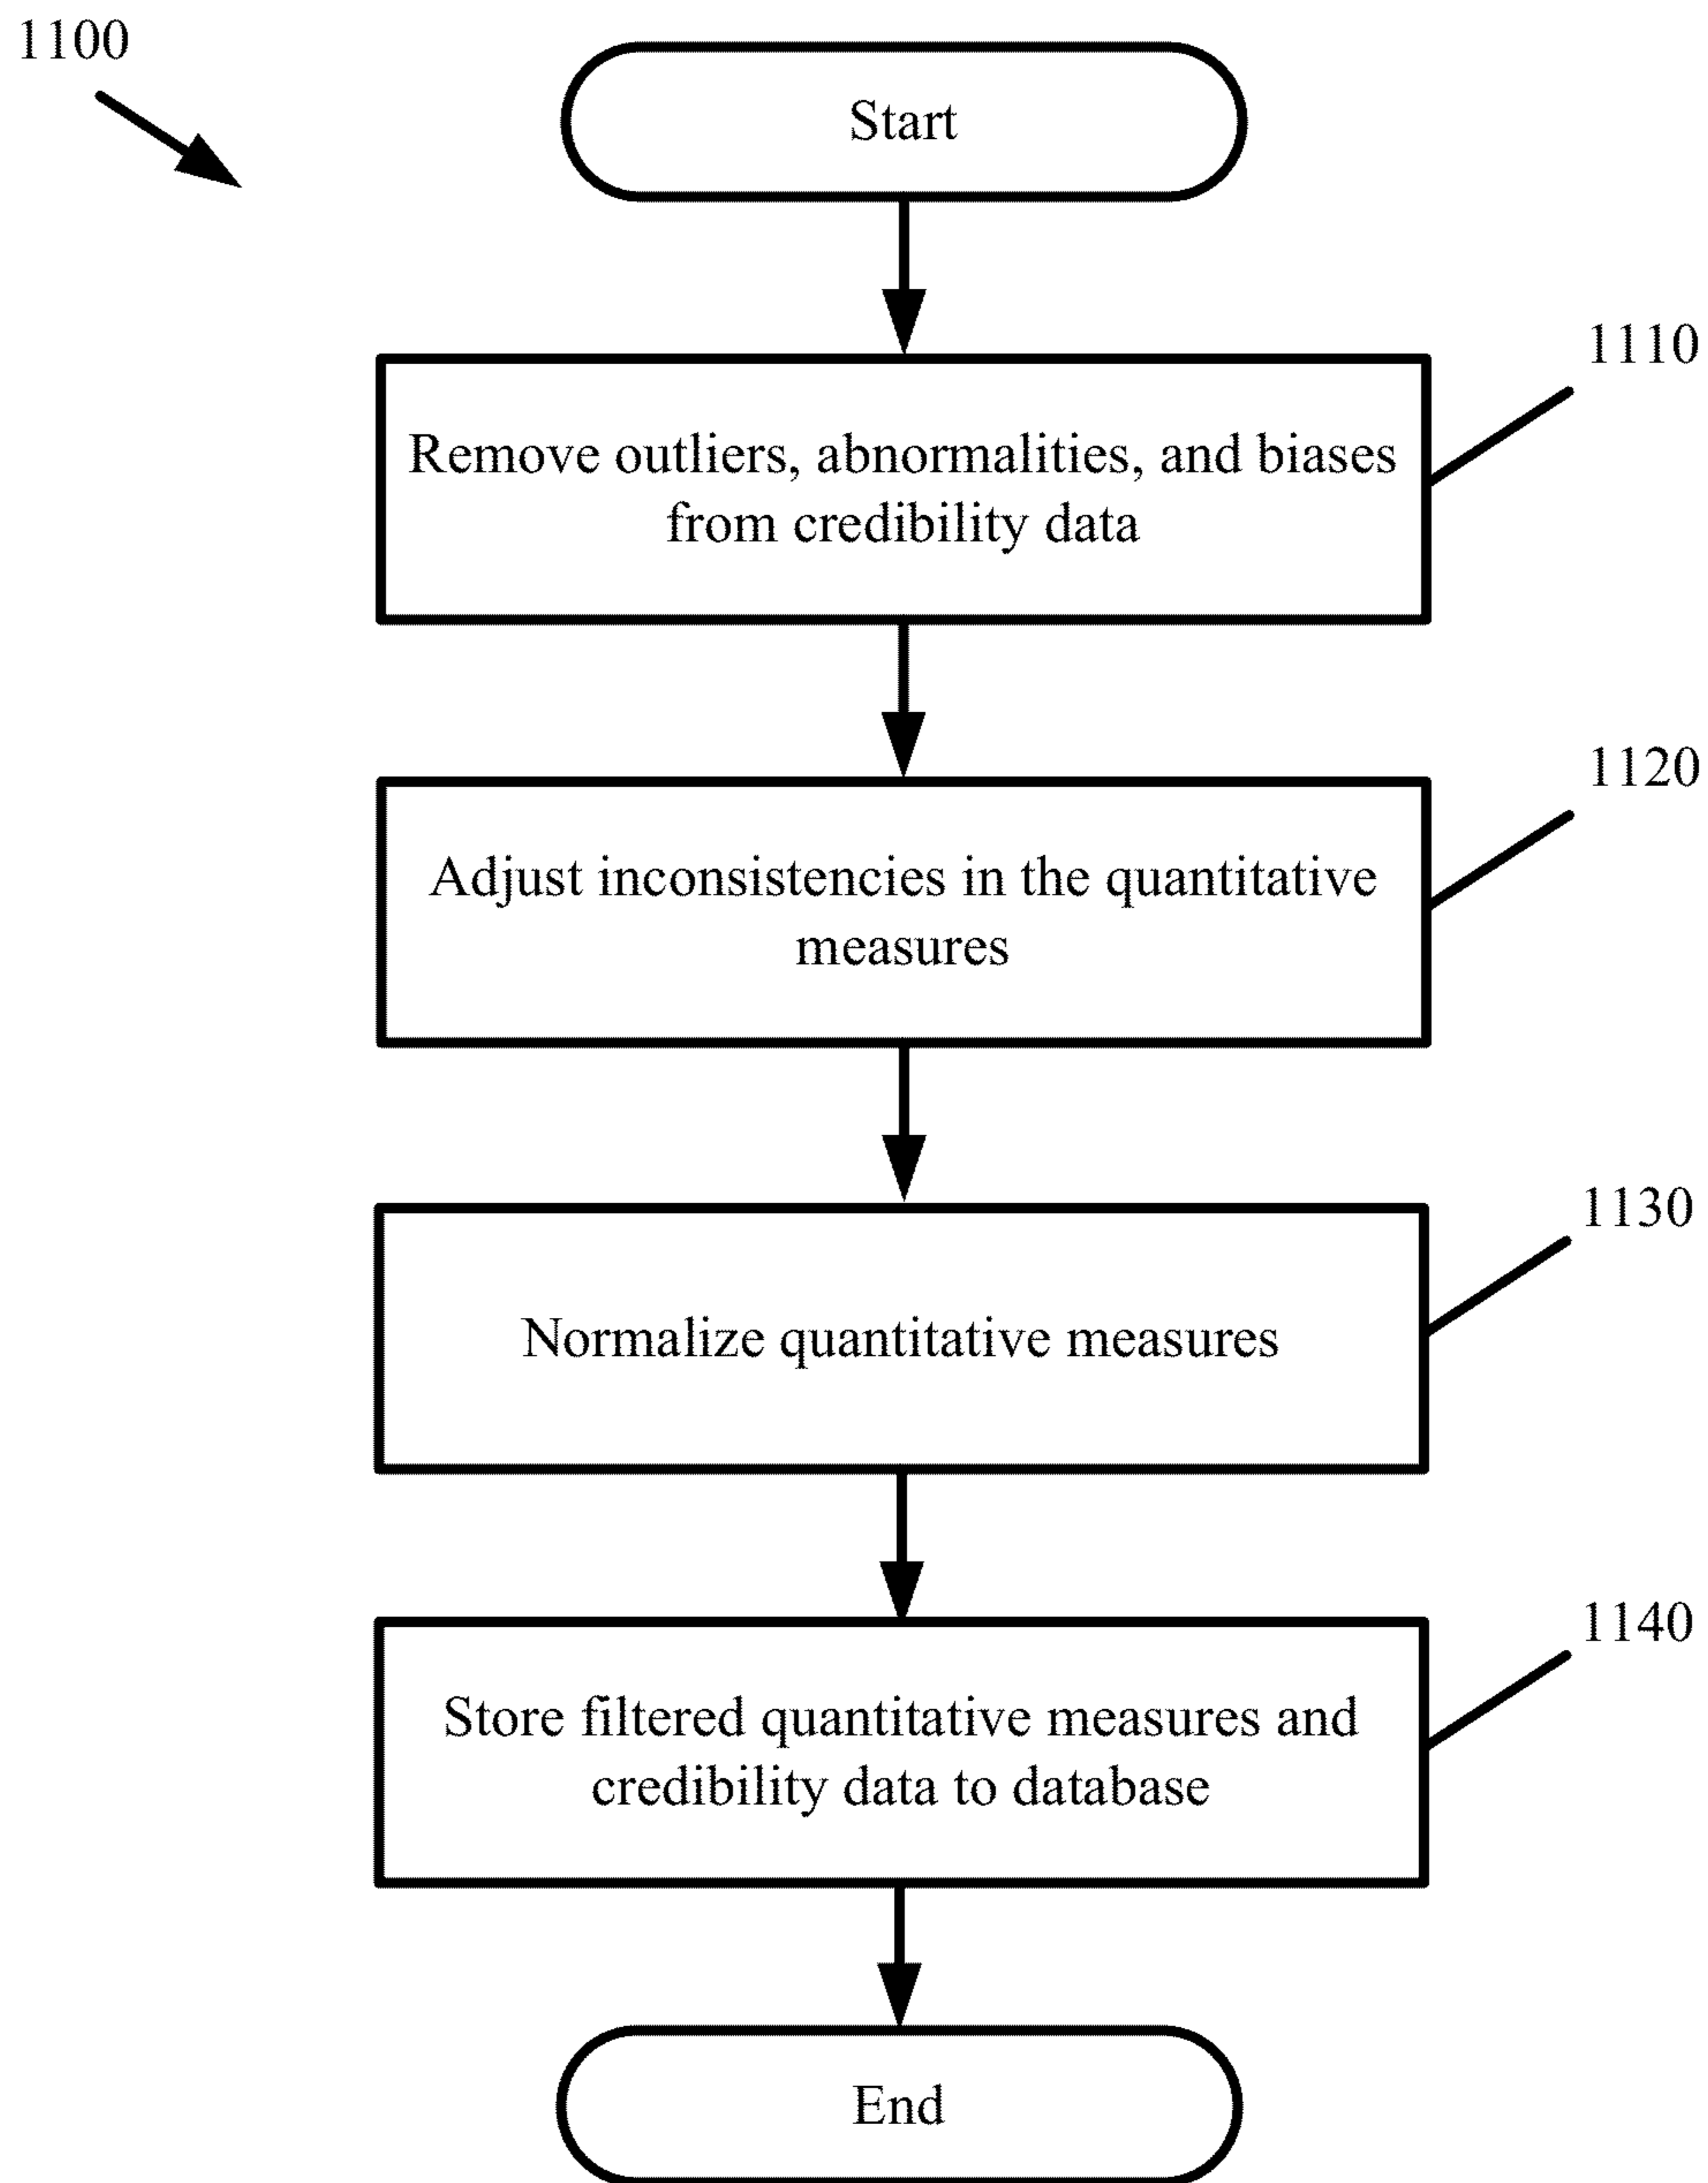 1100
Start
1110
Remove outliers, abnormalities, and biases
from credibility data
1120
Adjust inconsistencies in the quantitative
measures
1130
Normalize quantitative measures
1140
Store filtered quantitative measures and
credibility data to database
End